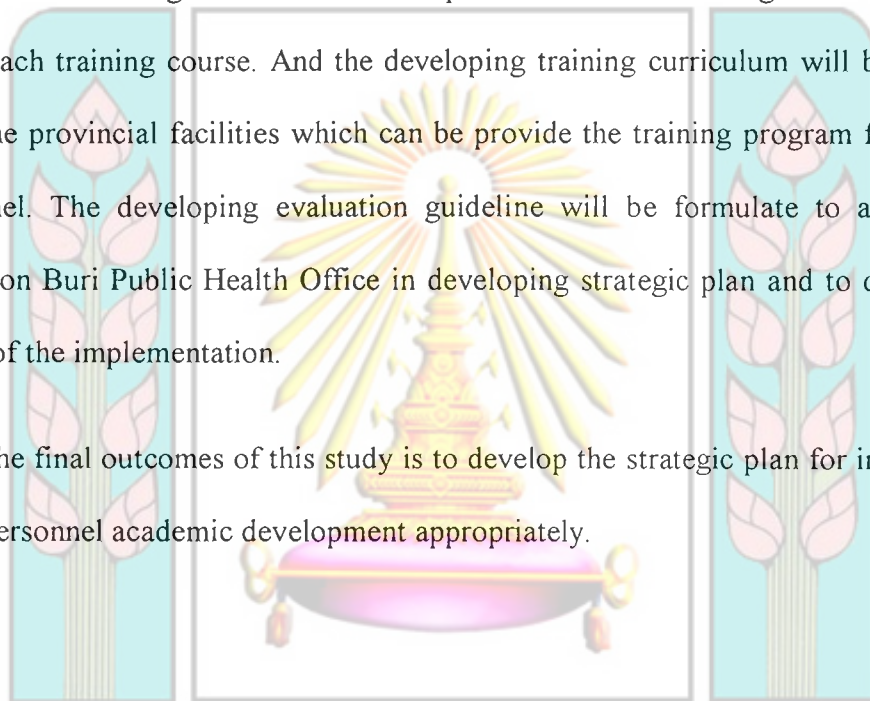 ach training course. And the developing training curriculum will b
e provincial facilities which can be provide the training program f
el. The developing evaluation guideline will be formulate to a
on Buri Public Health Office in developing strategic plan and to
of the implementation.
he final outcomes of this study is to develop the strategic plan for
ersonnel academic development appropriately.